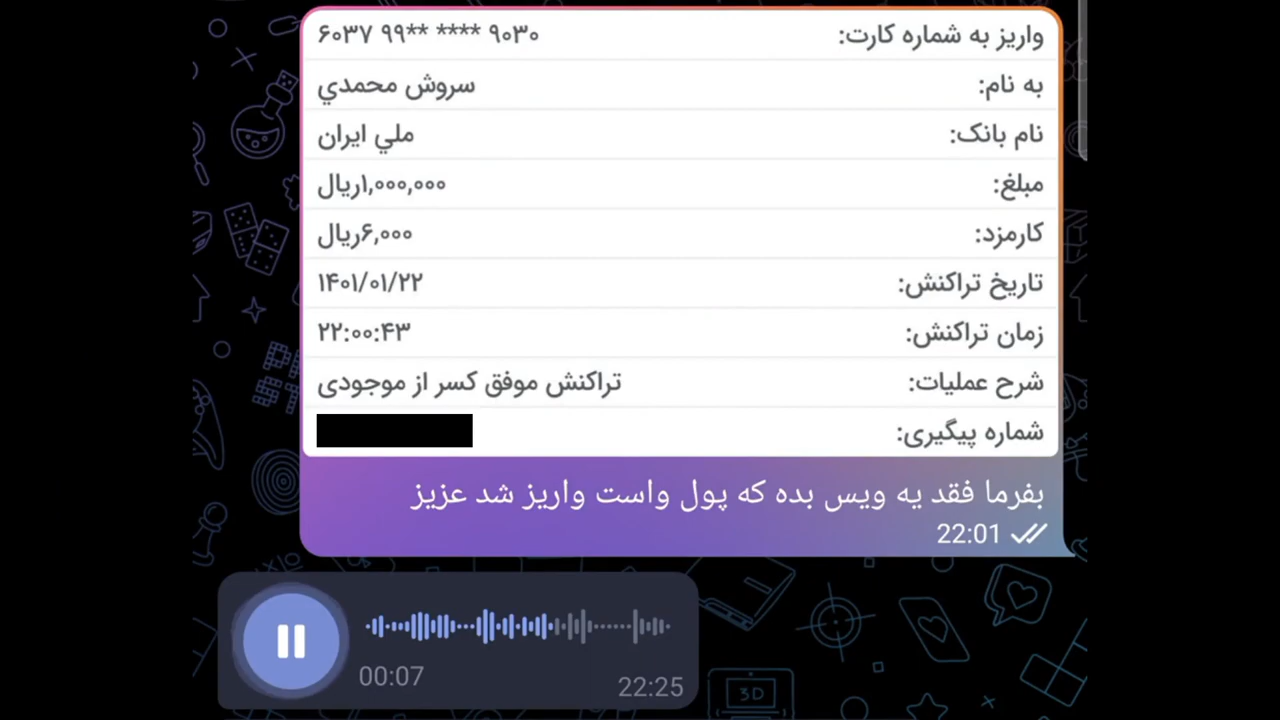 واریز به شماره کارت: ۶۰۳۷ ۹۹** **** ۹۰۳۰
به نام: سروش محمدي
نام بانک: ملي ایران
مبلغ: ۱,۰۰۰,۰۰۰ریال
کارمزد: ۶,۰۰۰ریال
تاریخ تراکنش: ۱۴۰۱/۰۱/۲۲
زمان تراکنش: ۲۲:۰۰:۴۳
شرح عملیات: تراکنش موفق کسر از موجودی
شماره پیگیری:
بفرما فقد یه ویس بده که پول واست واریز شد عزیز
22:01
00:07
22:25
3D